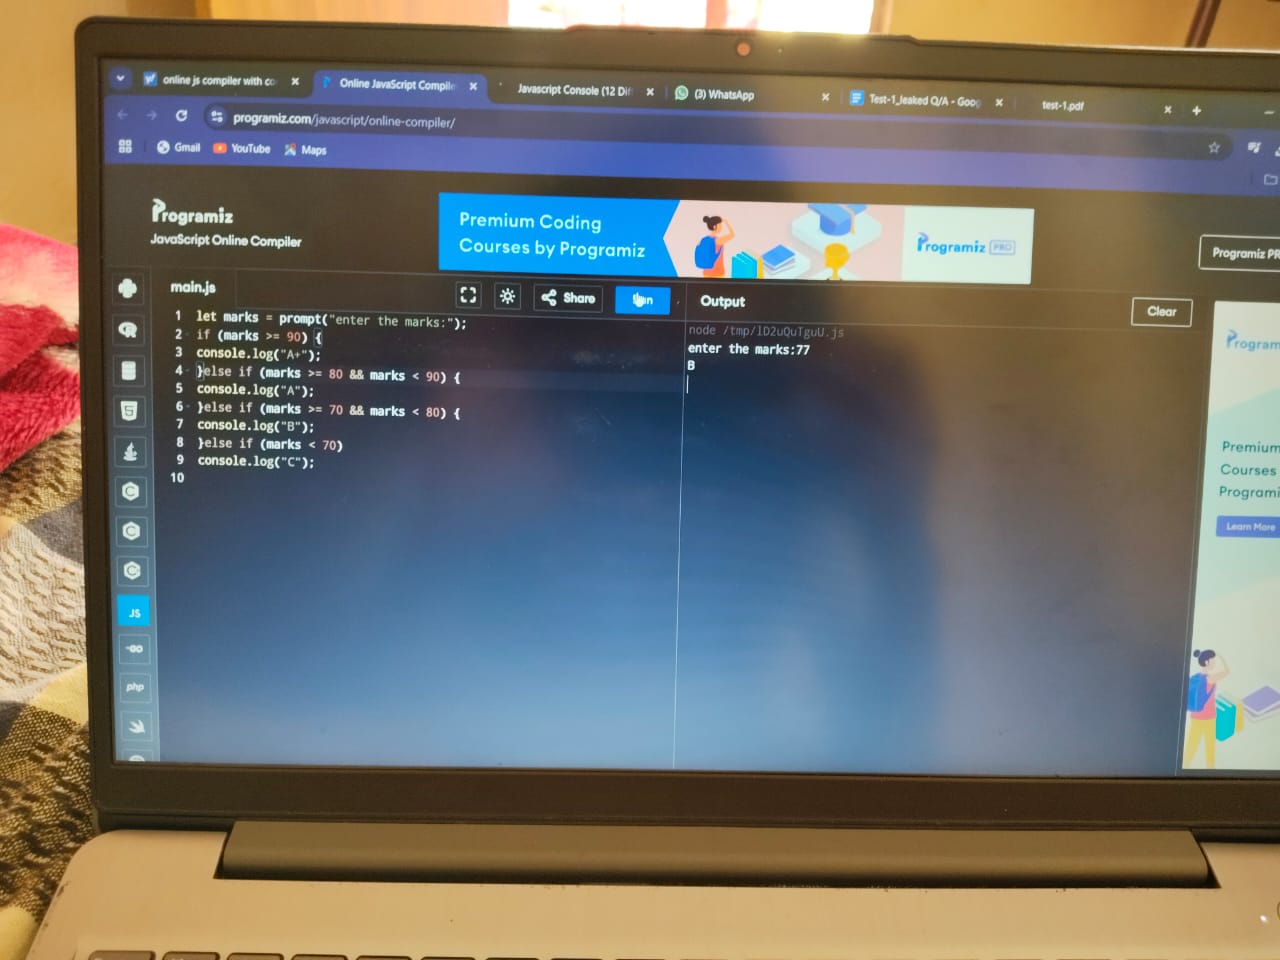 online js compiler with co
Online JavaScript Compile
Javascript Console (12 Dif
(3) WhatsApp
Test-1_leaked Q/A - Goog
test-1.pdf
programiz.com/javascript/online-compiler/
Gmail
YouTube
Maps
Programiz
JavaScript Online Compiler
Premium Coding
Courses by Programiz
Programiz PRO
Programiz PR
main.js
Share
Output
Clear
1 let marks = prompt("enter the marks:");
2 if (marks >= 90) {
3 console.log("A+");
4 }else if (marks >= 80 && marks < 90) {
5 console.log("A");
6 }else if (marks >= 70 && marks < 80) {
7 console.log("B");
8 }else if (marks < 70)
9 console.log("C");
10
node /tmp/lD2uQuTguU.js
enter the marks:77
B
JS
GO
php
Program
Premium
Courses
Programi
Learn More